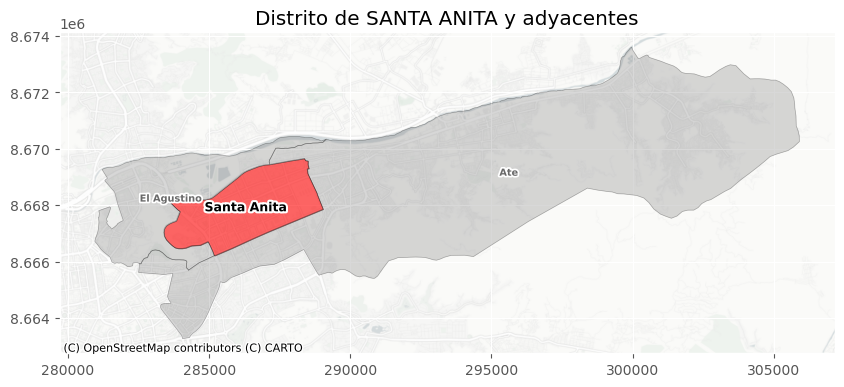 Distrito de SANTA ANITA y adyacentes
1e6
8.674
8.672
8.670
8.668
8.666
8.664
Ate
El Agustino
Santa Anita
(C) OpenStreetMap contributors (C) CARTO
280000 285000 290000 295000 300000 305000